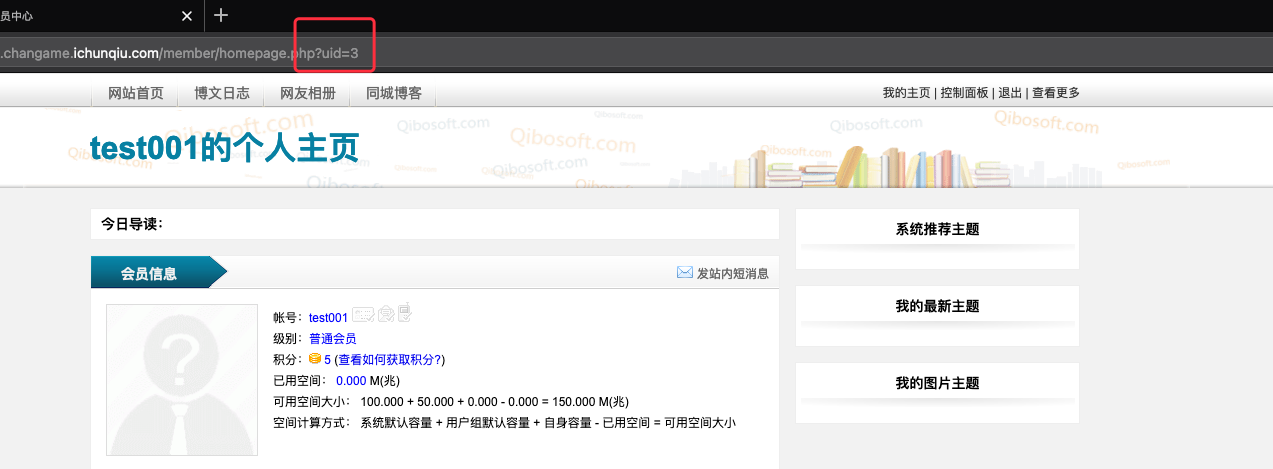 员中心
.changame.ichunqiu.com/member/homepage.php?uid=3
网站首页 博文日志 网友相册 同城博客 我的主页 | 控制面板 | 退出 | 查看更多
Qibosoft.com Qibosoft.com Qibosoft.com Qibosoft.com Qibosoft.com
test001的个人主页
Qibosoft.com Qibosoft.com
Qibosoft.com Qibosoft.com
今日导读：
系统推荐主题
会员信息
发站内短消息
我的最新主题
帐号：test001
级别：普通会员
积分：5 (查看如何获取积分?)
已用空间： 0.000 M(兆)
我的图片主题
可用空间大小： 100.000 + 50.000 + 0.000 - 0.000 = 150.000 M(兆)
空间计算方式： 系统默认容量 + 用户组默认容量 + 自身容量 - 已用空间 = 可用空间大小